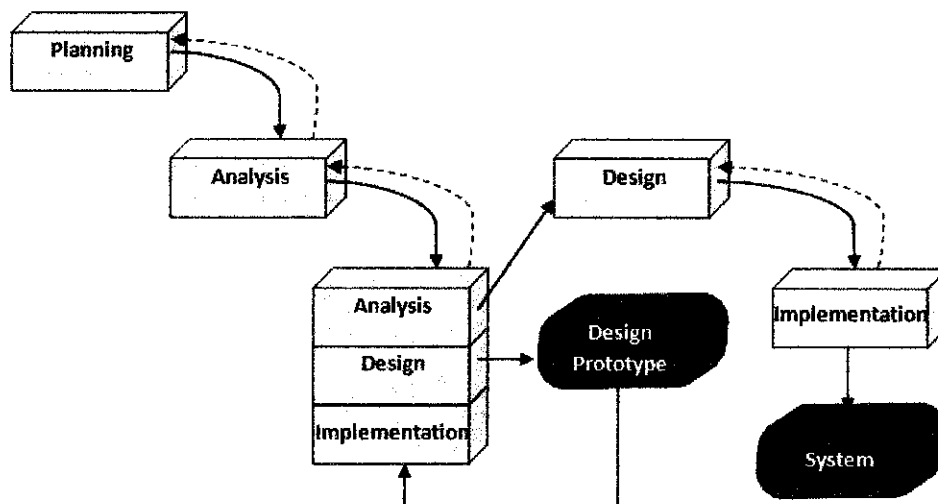 Planning
Analysis
Design
Analysis
Design
Implementation
Design
Prototype
Implementation
System